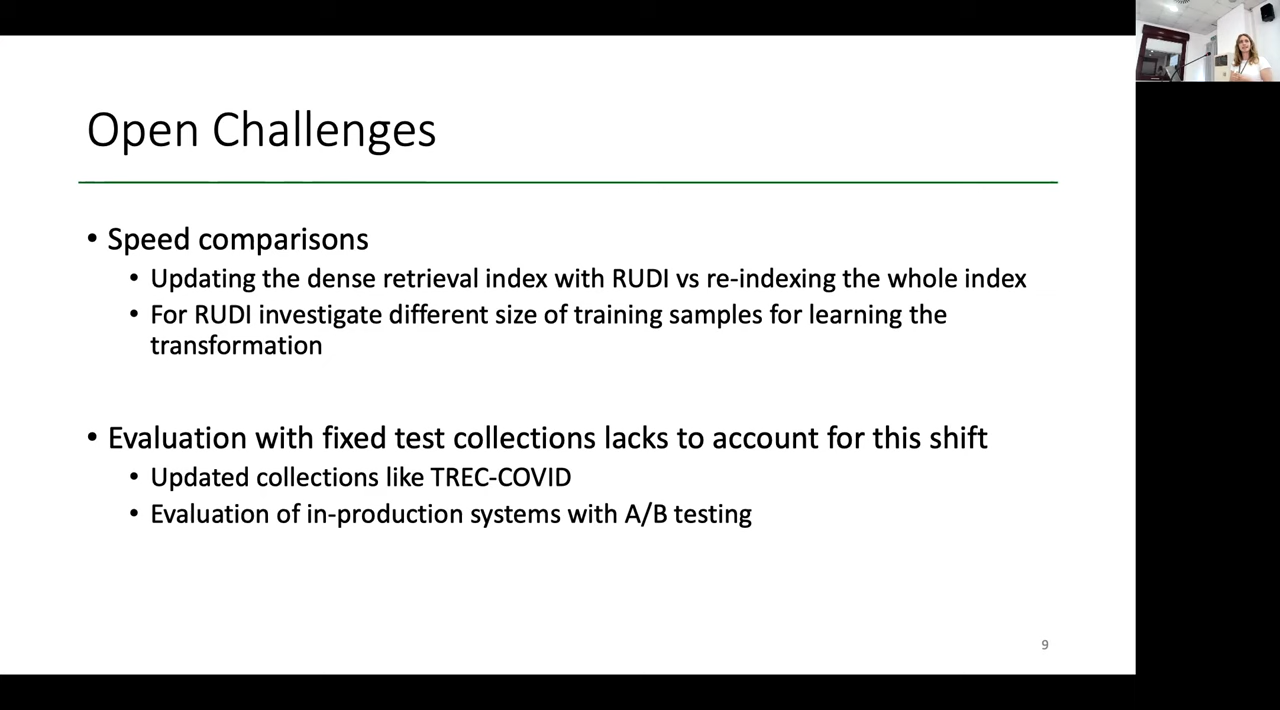 Open Challenges
• Speed comparisons
• Updating the dense retrieval index with RUDI vs re-indexing the whole index
• For RUDI investigate different size of training samples for learning the
transformation
• Evaluation with fixed test collections lacks to account for this shift
• Updated collections like TREC-COVID
• Evaluation of in-production systems with A/B testing
9